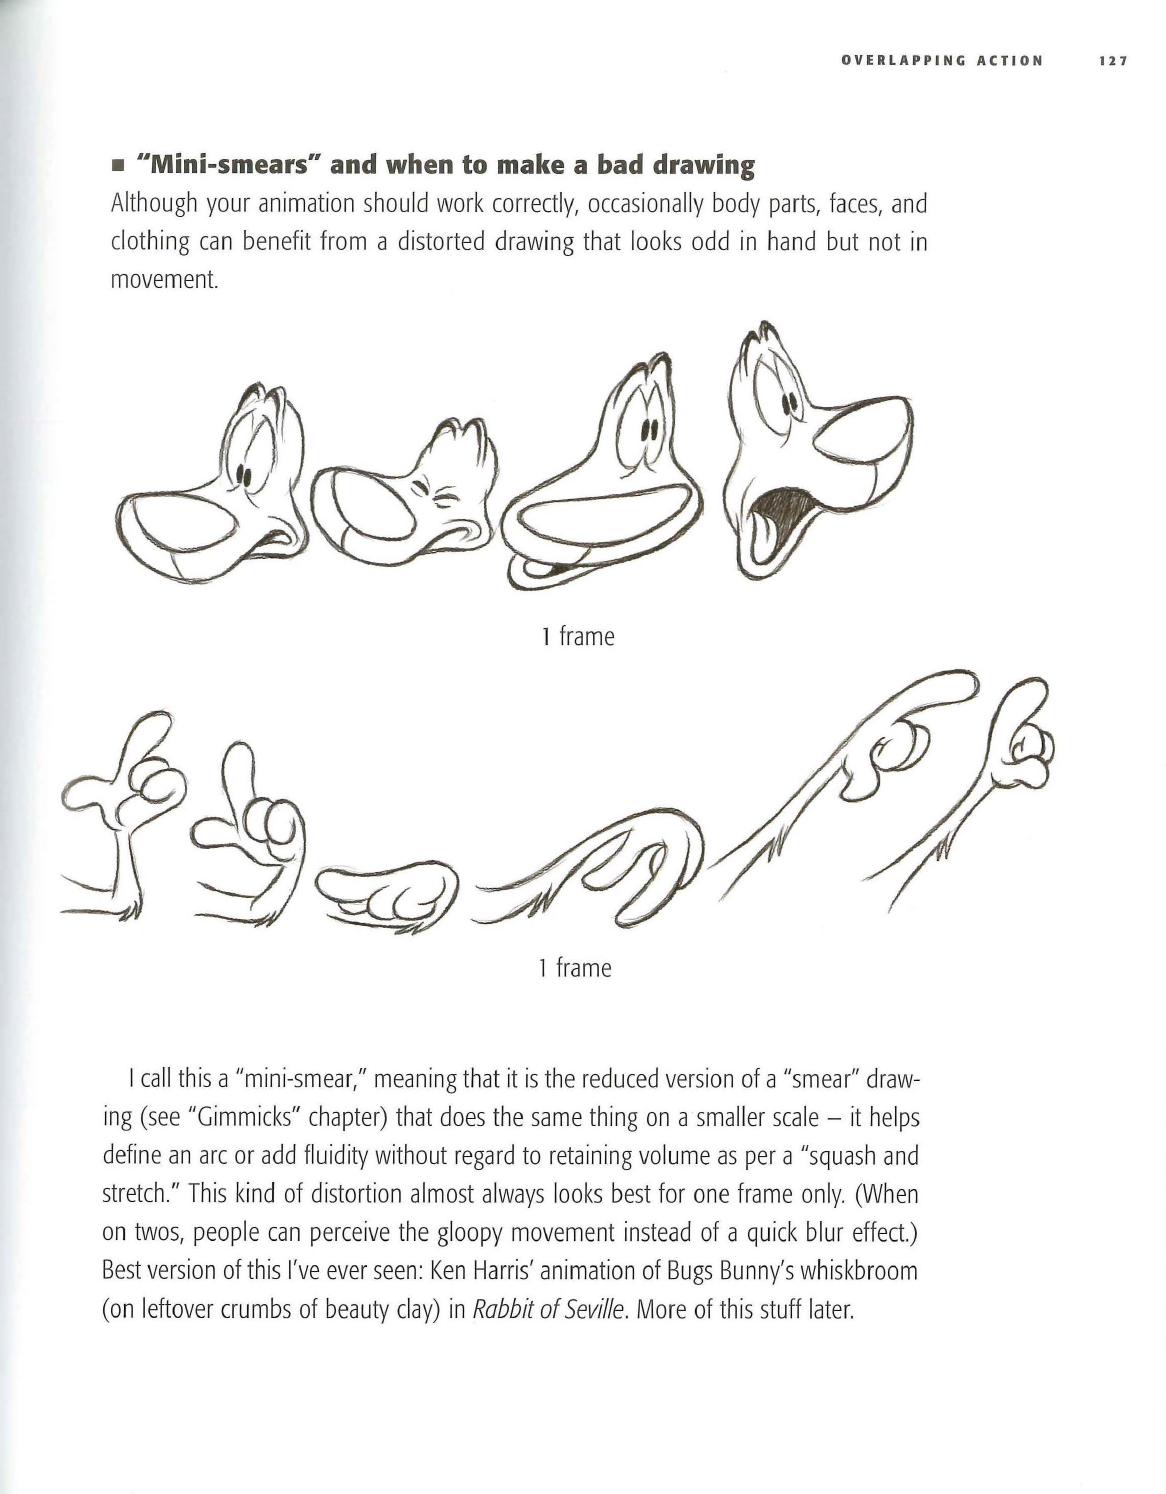 OVERLAPPING ACTION 127
▪ “Mini-smears” and when to make a bad drawing
Although your animation should work correctly, occasionally body parts, faces, and
clothing can benefit from a distorted drawing that looks odd in hand but not in
movement.
1 frame
1 frame
I call this a “mini-smear,” meaning that it is the reduced version of a “smear” draw-
ing (see “Gimmicks” chapter) that does the same thing on a smaller scale – it helps
define an arc or add fluidity without regard to retaining volume as per a “squash and
stretch.” This kind of distortion almost always looks best for one frame only. (When
on twos, people can perceive the gloopy movement instead of a quick blur effect.)
Best version of this I’ve ever seen: Ken Harris’ animation of Bugs Bunny’s whiskbroom
(on leftover crumbs of beauty clay) in Rabbit of Seville. More of this stuff later.